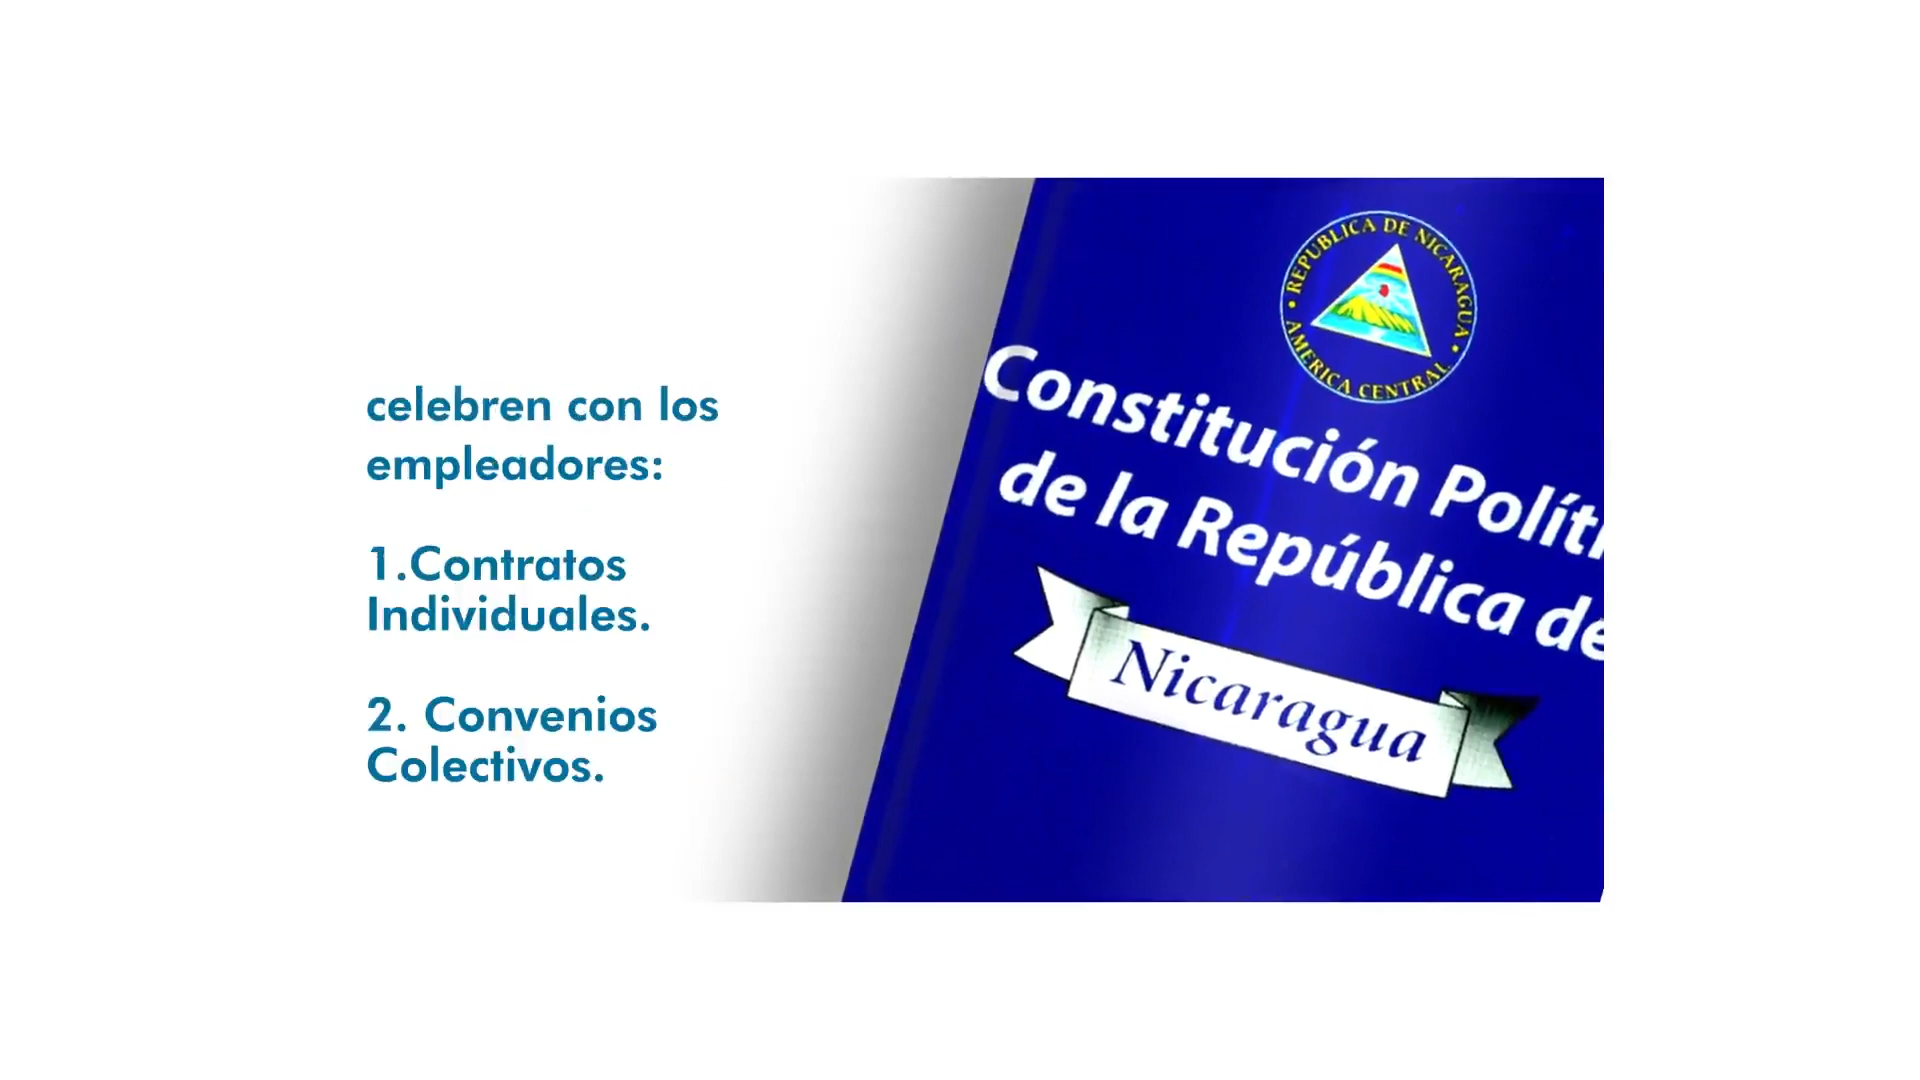 celebren con los
empleadores:
1.Contratos
Individuales.
2. Convenios
Colectivos.
REPUBLICA DE NICARAGUA
AMERICA CENTRAL
Constitución Políti
de la República de
Nicaragua